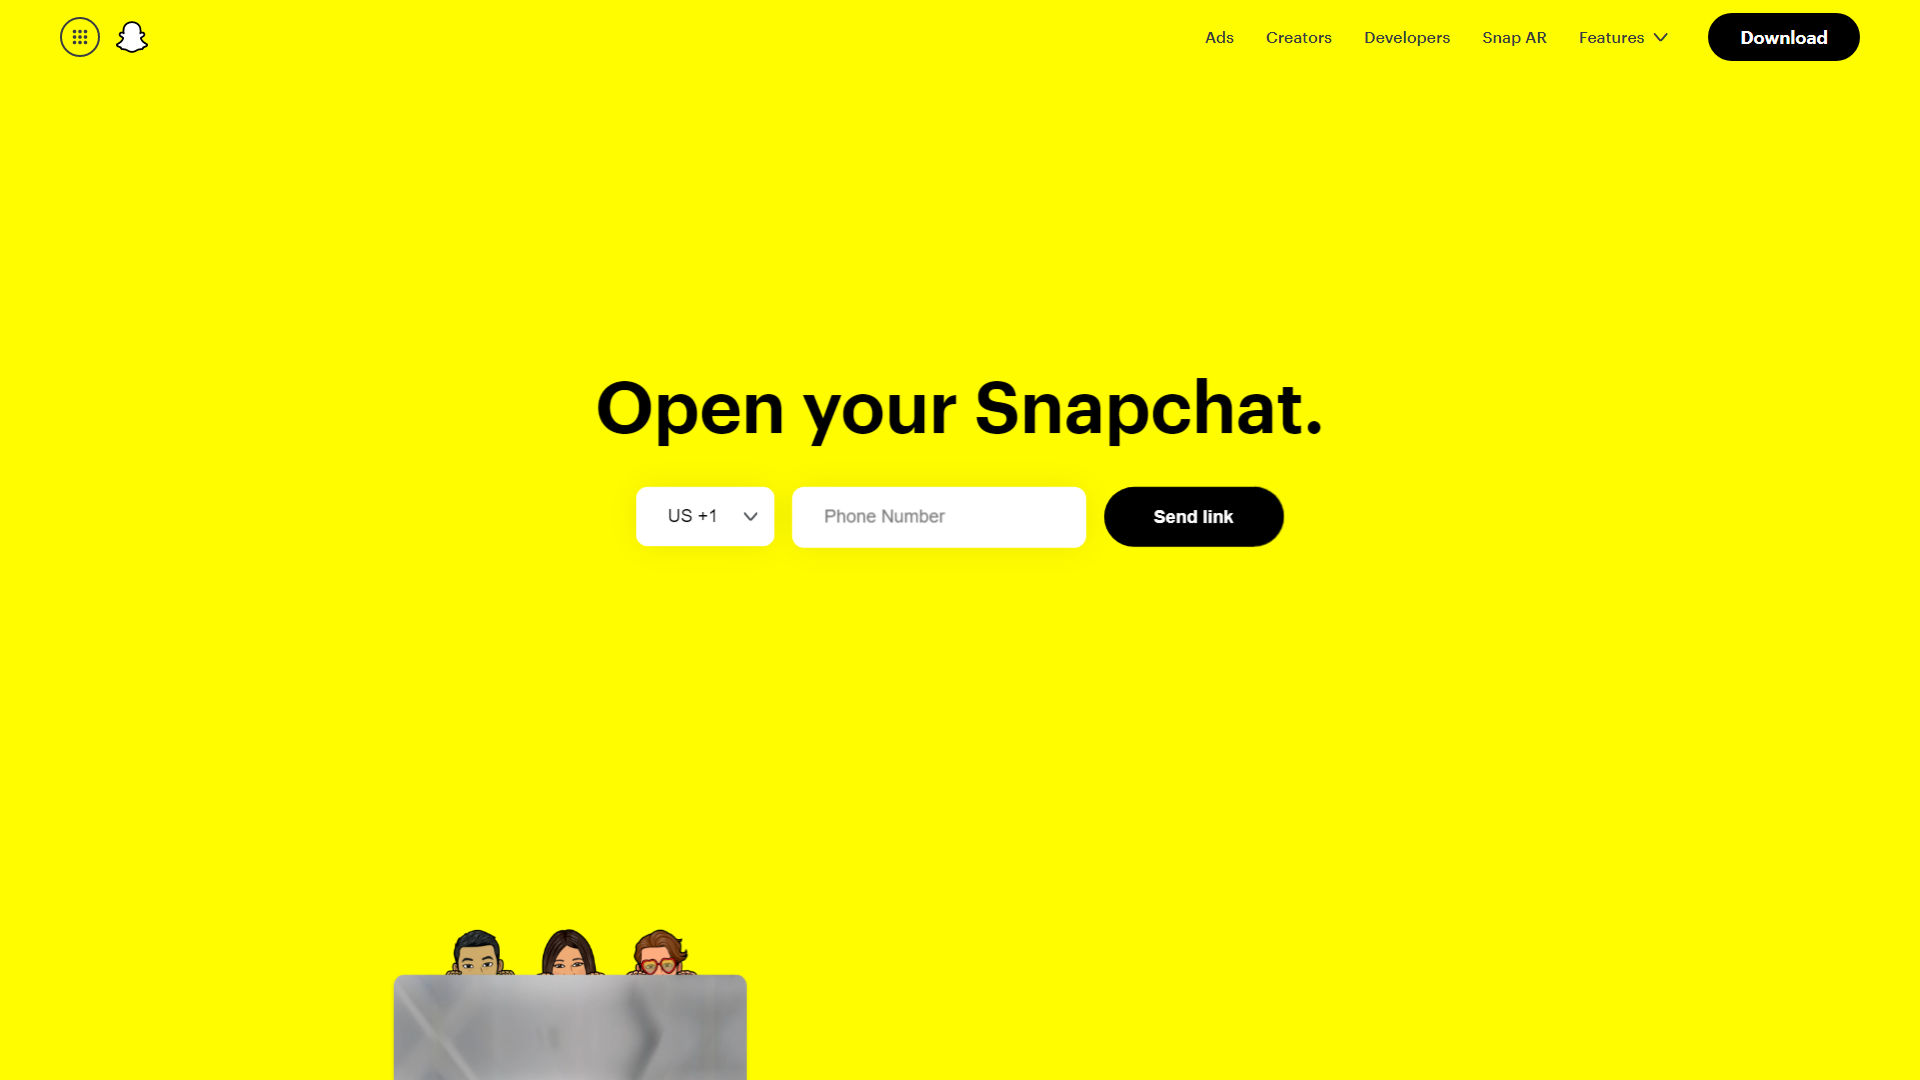 Ads
Creators
Developers
Snap AR
Features
Download
Open your Snapchat.
US +1
Phone Number
Send link